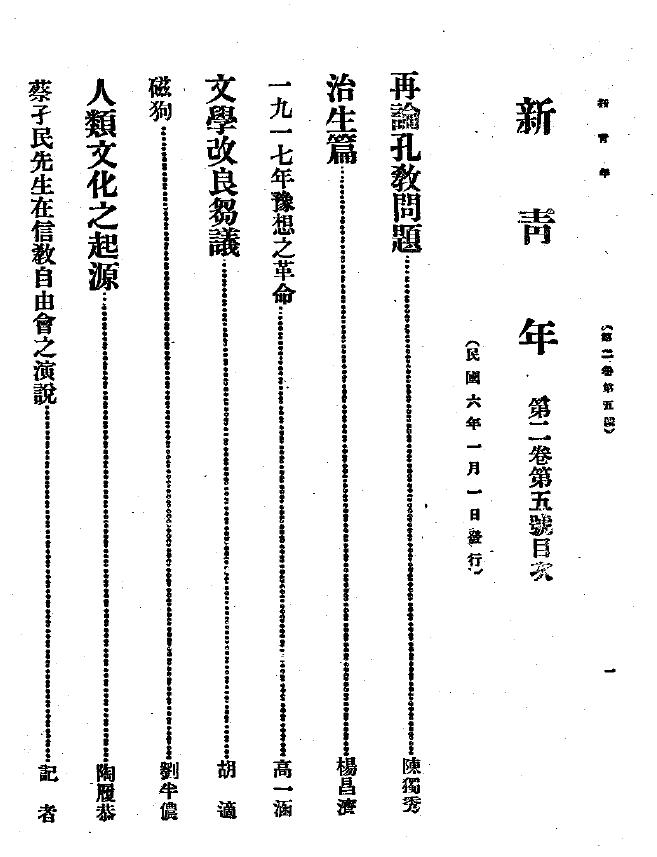 新青年
(第二卷第五號)
一
新青年 第二卷第五號目次
(民國六年一月一日發行)
再論孔教問題……陳獨秀
治生篇……楊昌濟
一九一七年豫想之革命……高一涵
文學改良芻議……胡適
磁狗……劉半儂
人類文化之起源……陶履恭
蔡孑民先生在信教自由會之演說……記者